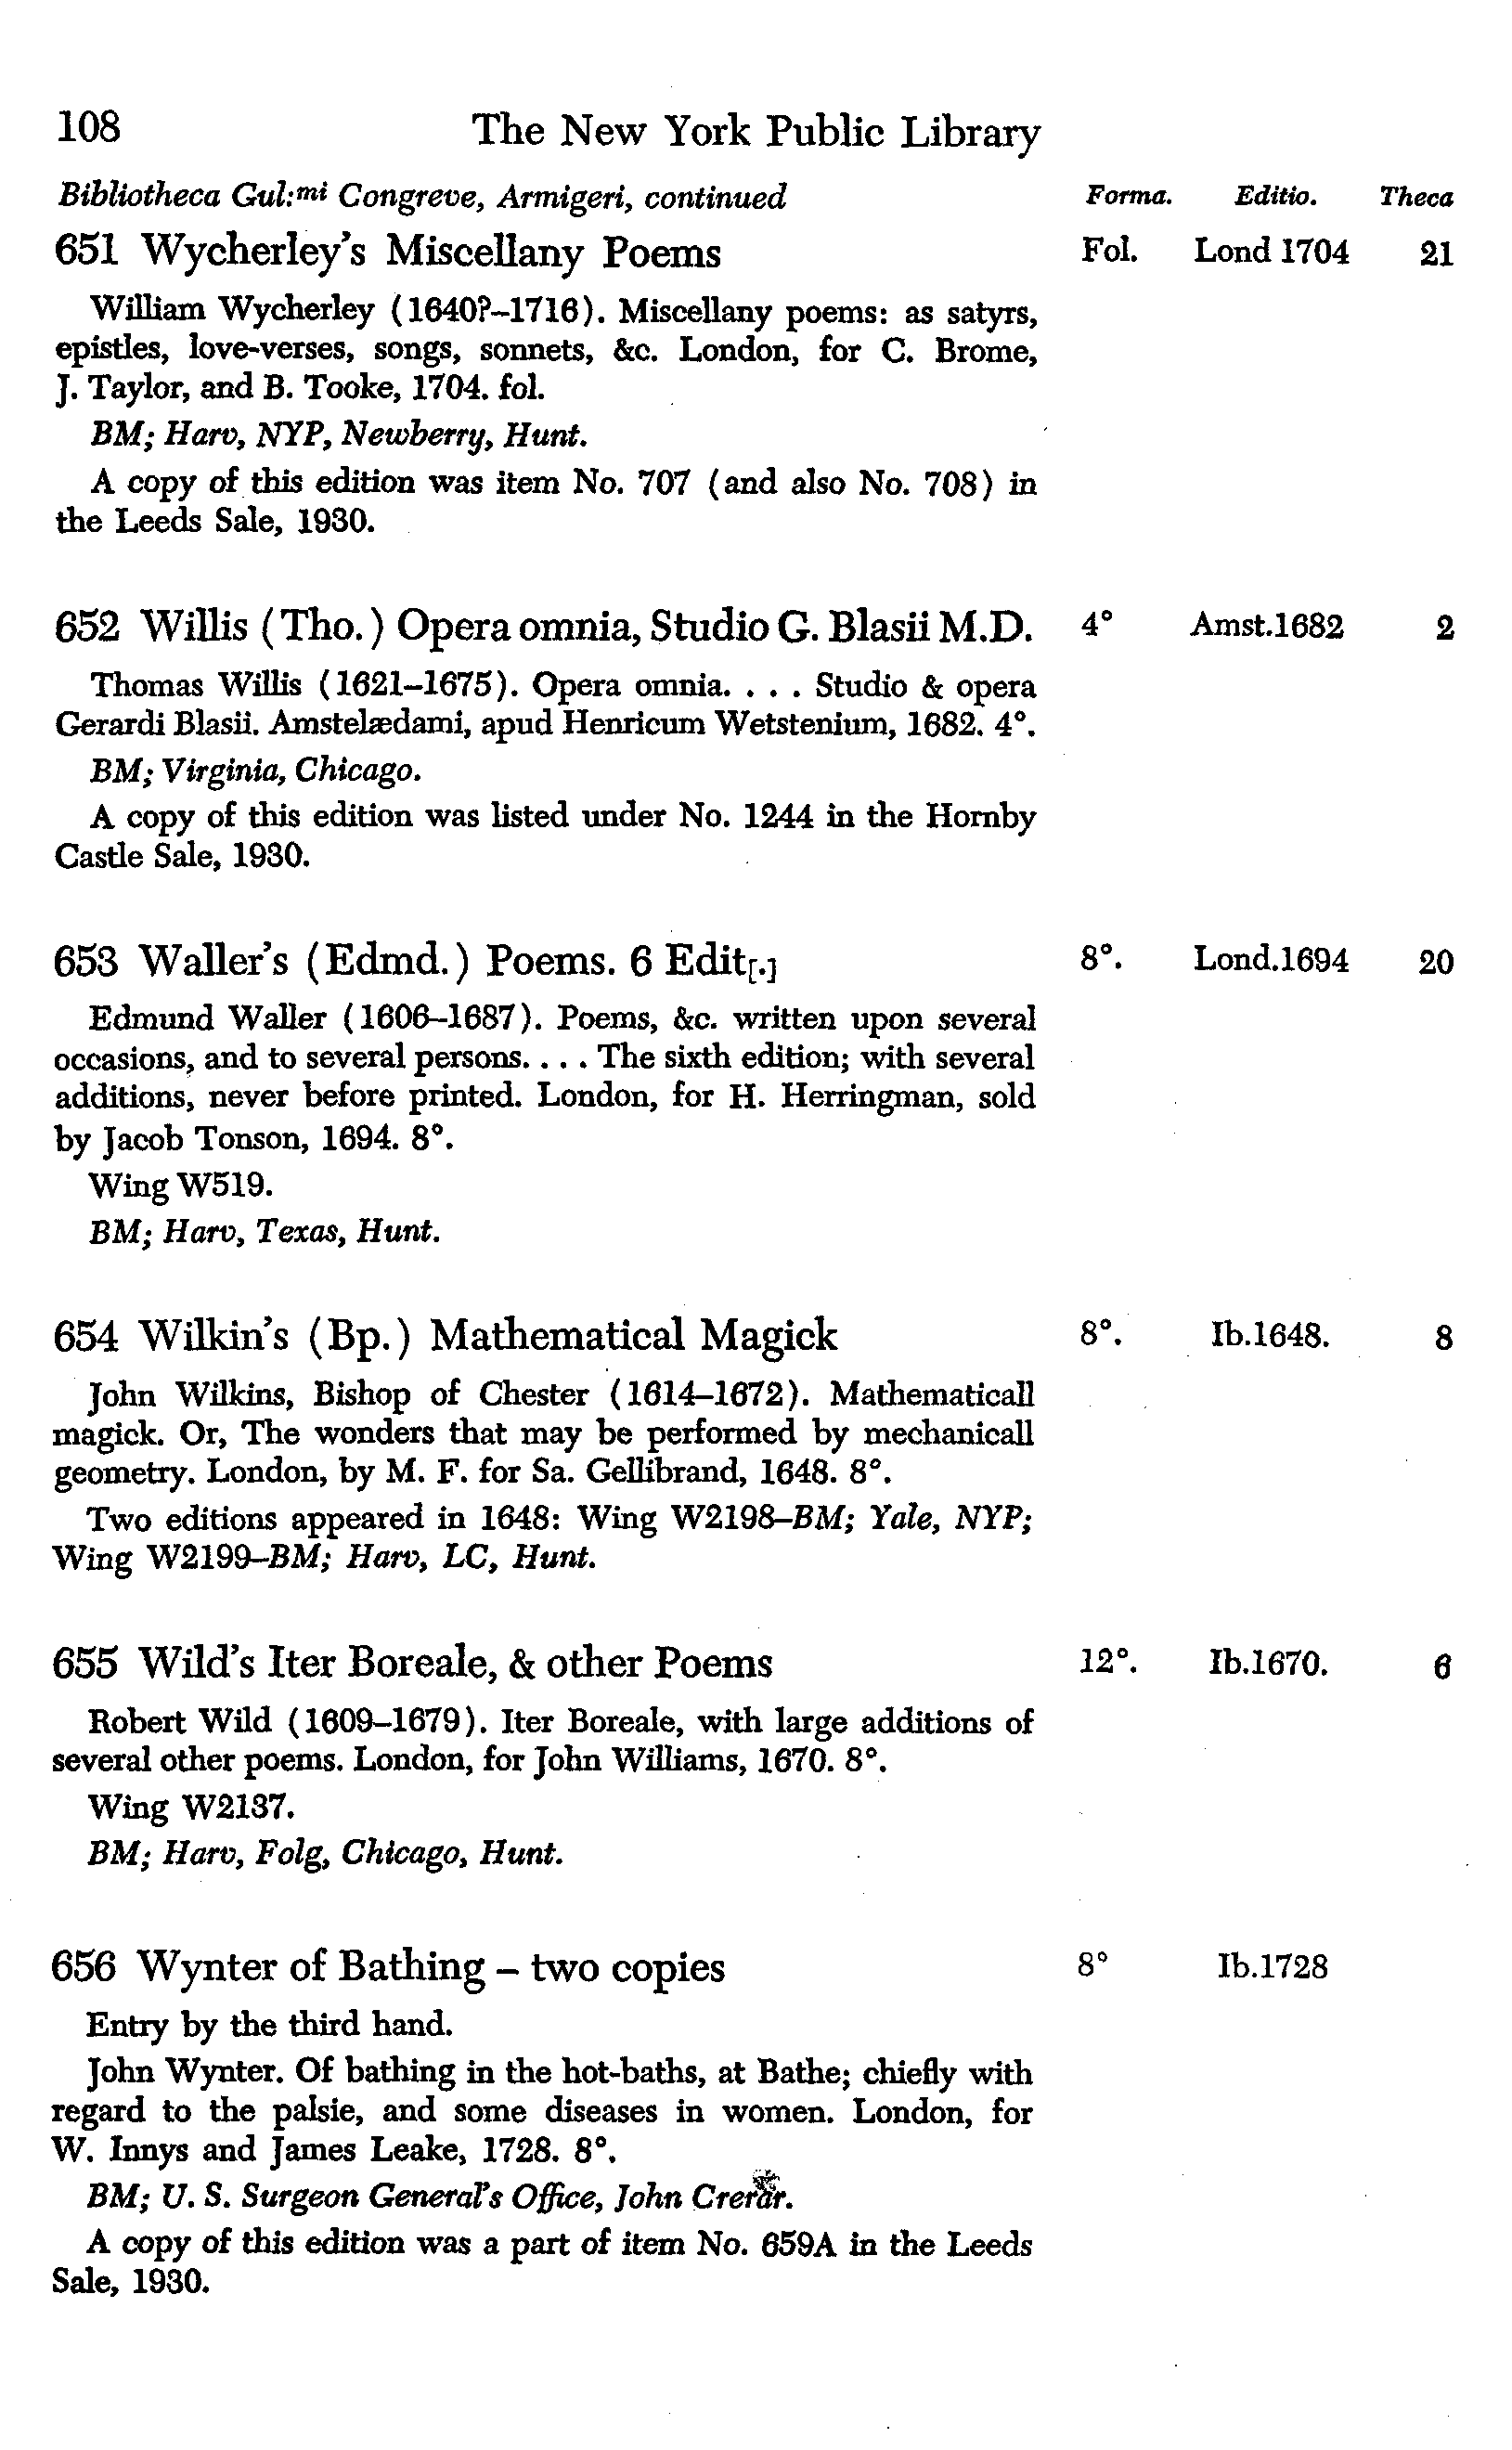 108 The New York Public Library
Bibliotheca Gul:mi Congreve, Armigeri, continued Forma. Editio. Theca
651 Wycherley's Miscellany Poems Fol. Lond 1704 21
William Wycherley (1640?–1716). Miscellany poems: as satyrs,
epistles, love-verses, songs, sonnets, &c. London, for C. Brome,
J. Taylor, and B. Tooke, 1704. fol.
BM; Harv, NYP, Newberry, Hunt.
A copy of this edition was item No. 707 (and also No. 708) in
the Leeds Sale, 1930.
652 Willis (Tho.) Opera omnia, Studio G. Blasii M.D. 4° Amst.1682 2
Thomas Willis (1621–1675). Opera omnia. . . . Studio & opera
Gerardi Blasii. Amstelædami, apud Henricum Wetstenium, 1682. 4°.
BM; Virginia, Chicago.
A copy of this edition was listed under No. 1244 in the Hornby
Castle Sale, 1930.
653 Waller's (Edmd.) Poems. 6 Edit[.] 8°. Lond.1694 20
Edmund Waller (1606–1687). Poems, &c. written upon several
occasions, and to several persons. . . . The sixth edition; with several
additions, never before printed. London, for H. Herringman, sold
by Jacob Tonson, 1694. 8°.
Wing W519.
BM; Harv, Texas, Hunt.
654 Wilkin's (Bp.) Mathematical Magick 8°. Ib.1648. 8
John Wilkins, Bishop of Chester (1614–1672). Mathematicall
magick. Or, The wonders that may be performed by mechanicall
geometry. London, by M. F. for Sa. Gellibrand, 1648. 8°.
Two editions appeared in 1648: Wing W2198–BM; Yale, NYP;
Wing W2199–BM; Harv, LC, Hunt.
655 Wild's Iter Boreale, & other Poems 12°. Ib.1670. 6
Robert Wild (1609–1679). Iter Boreale, with large additions of
several other poems. London, for John Williams, 1670. 8°.
Wing W2137.
BM; Harv, Folg, Chicago, Hunt.
656 Wynter of Bathing – two copies 8° Ib.1728
Entry by the third hand.
John Wynter. Of bathing in the hot-baths, at Bathe; chiefly with
regard to the palsie, and some diseases in women. London, for
W. Innys and James Leake, 1728. 8°.
BM; U. S. Surgeon General's Office, John Crerar.
A copy of this edition was a part of item No. 659A in the Leeds
Sale, 1930.